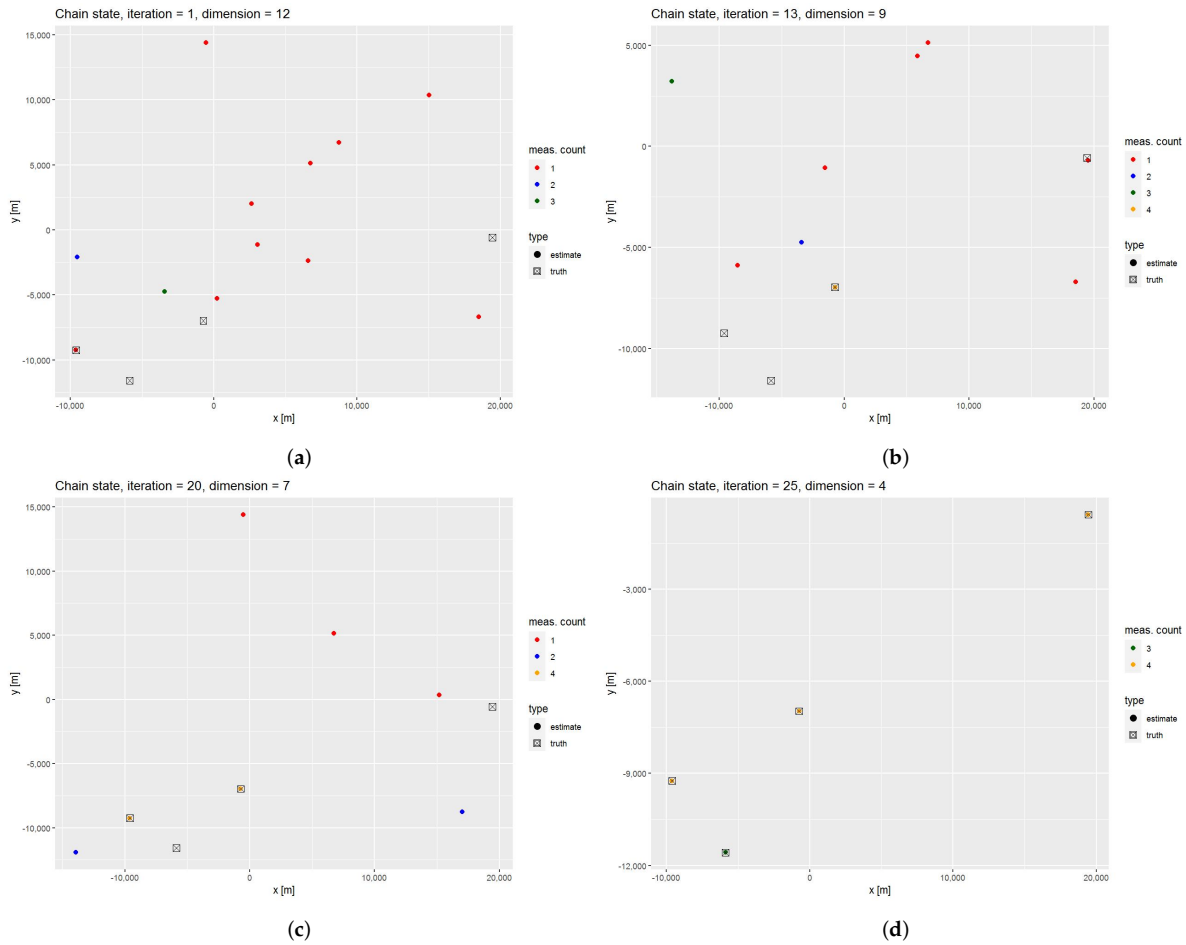 Chain state, iteration = 1, dimension = 12
15,000
10,000
5,000
0
-5,000
-10,000
y [m]
-10,000 0 10,000 20,000
x [m]
meas. count
1
2
3
type
estimate
truth
(a)
Chain state, iteration = 13, dimension = 9
5,000
0
-5,000
-10,000
y [m]
-10,000 0 10,000 20,000
x [m]
meas. count
1
2
3
4
type
estimate
truth
(b)
Chain state, iteration = 20, dimension = 7
15,000
10,000
5,000
0
-5,000
-10,000
y [m]
-10,000 0 10,000 20,000
x [m]
meas. count
1
2
4
type
estimate
truth
(c)
Chain state, iteration = 25, dimension = 4
-3,000
-6,000
-9,000
-12,000
y [m]
-10,000 0 10,000 20,000
x [m]
meas. count
3
4
type
estimate
truth
(d)